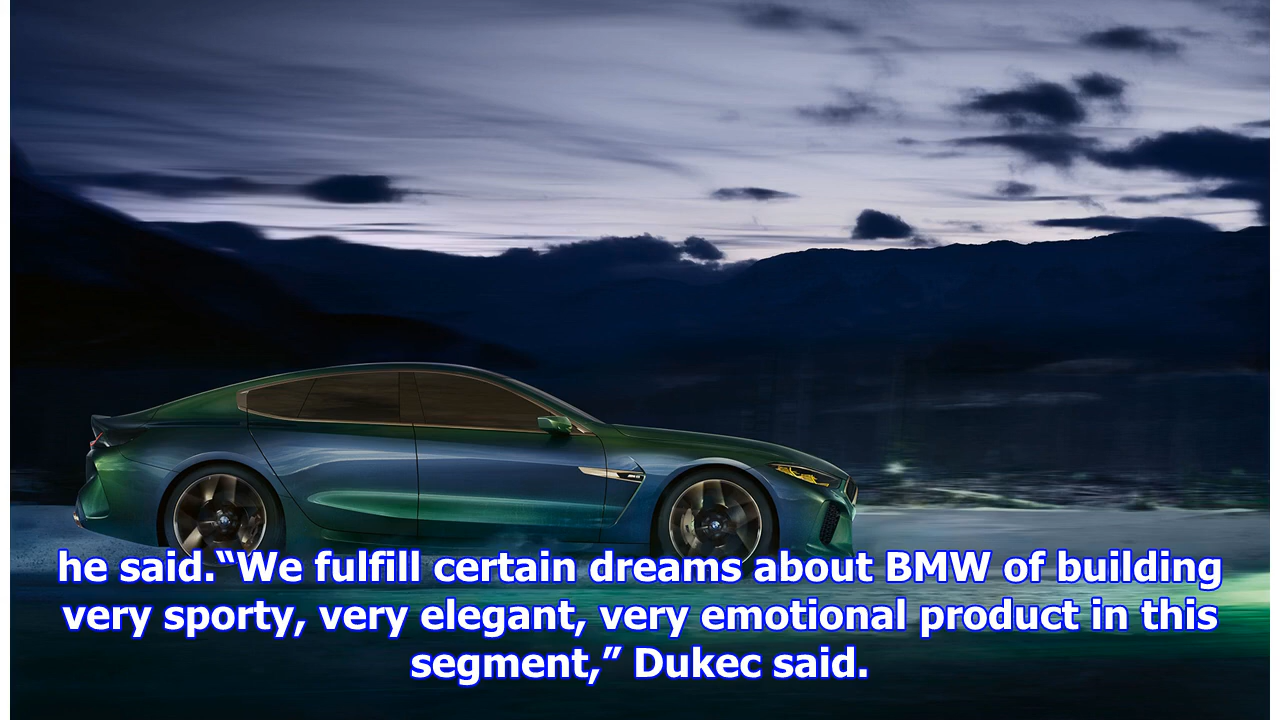 he said.“We fulfill certain dreams about BMW of building
very sporty, very elegant, very emotional product in this
segment,” Dukec said.